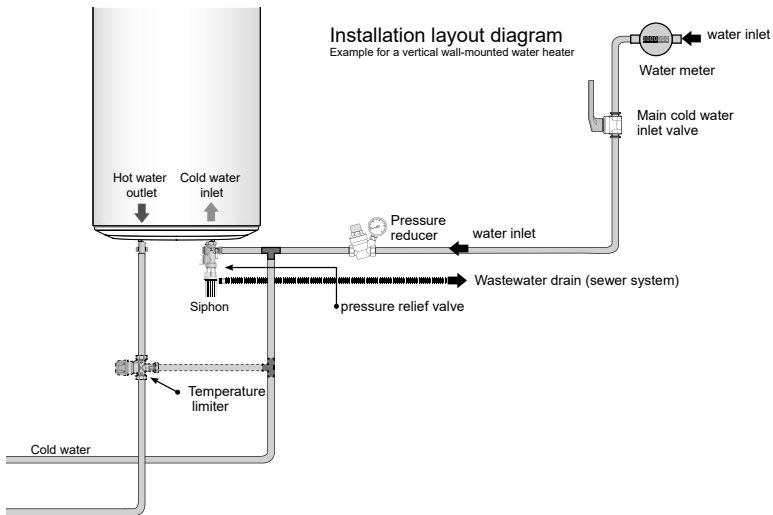 Installation layout diagram
Example for a vertical wall-mounted water heater
water inlet
Water meter
Main cold water
inlet valve
Hot water
outlet
Cold water
inlet
Pressure
reducer
water inlet
Wastewater drain (sewer system)
Siphon
pressure relief valve
Temperature
limiter
Cold water